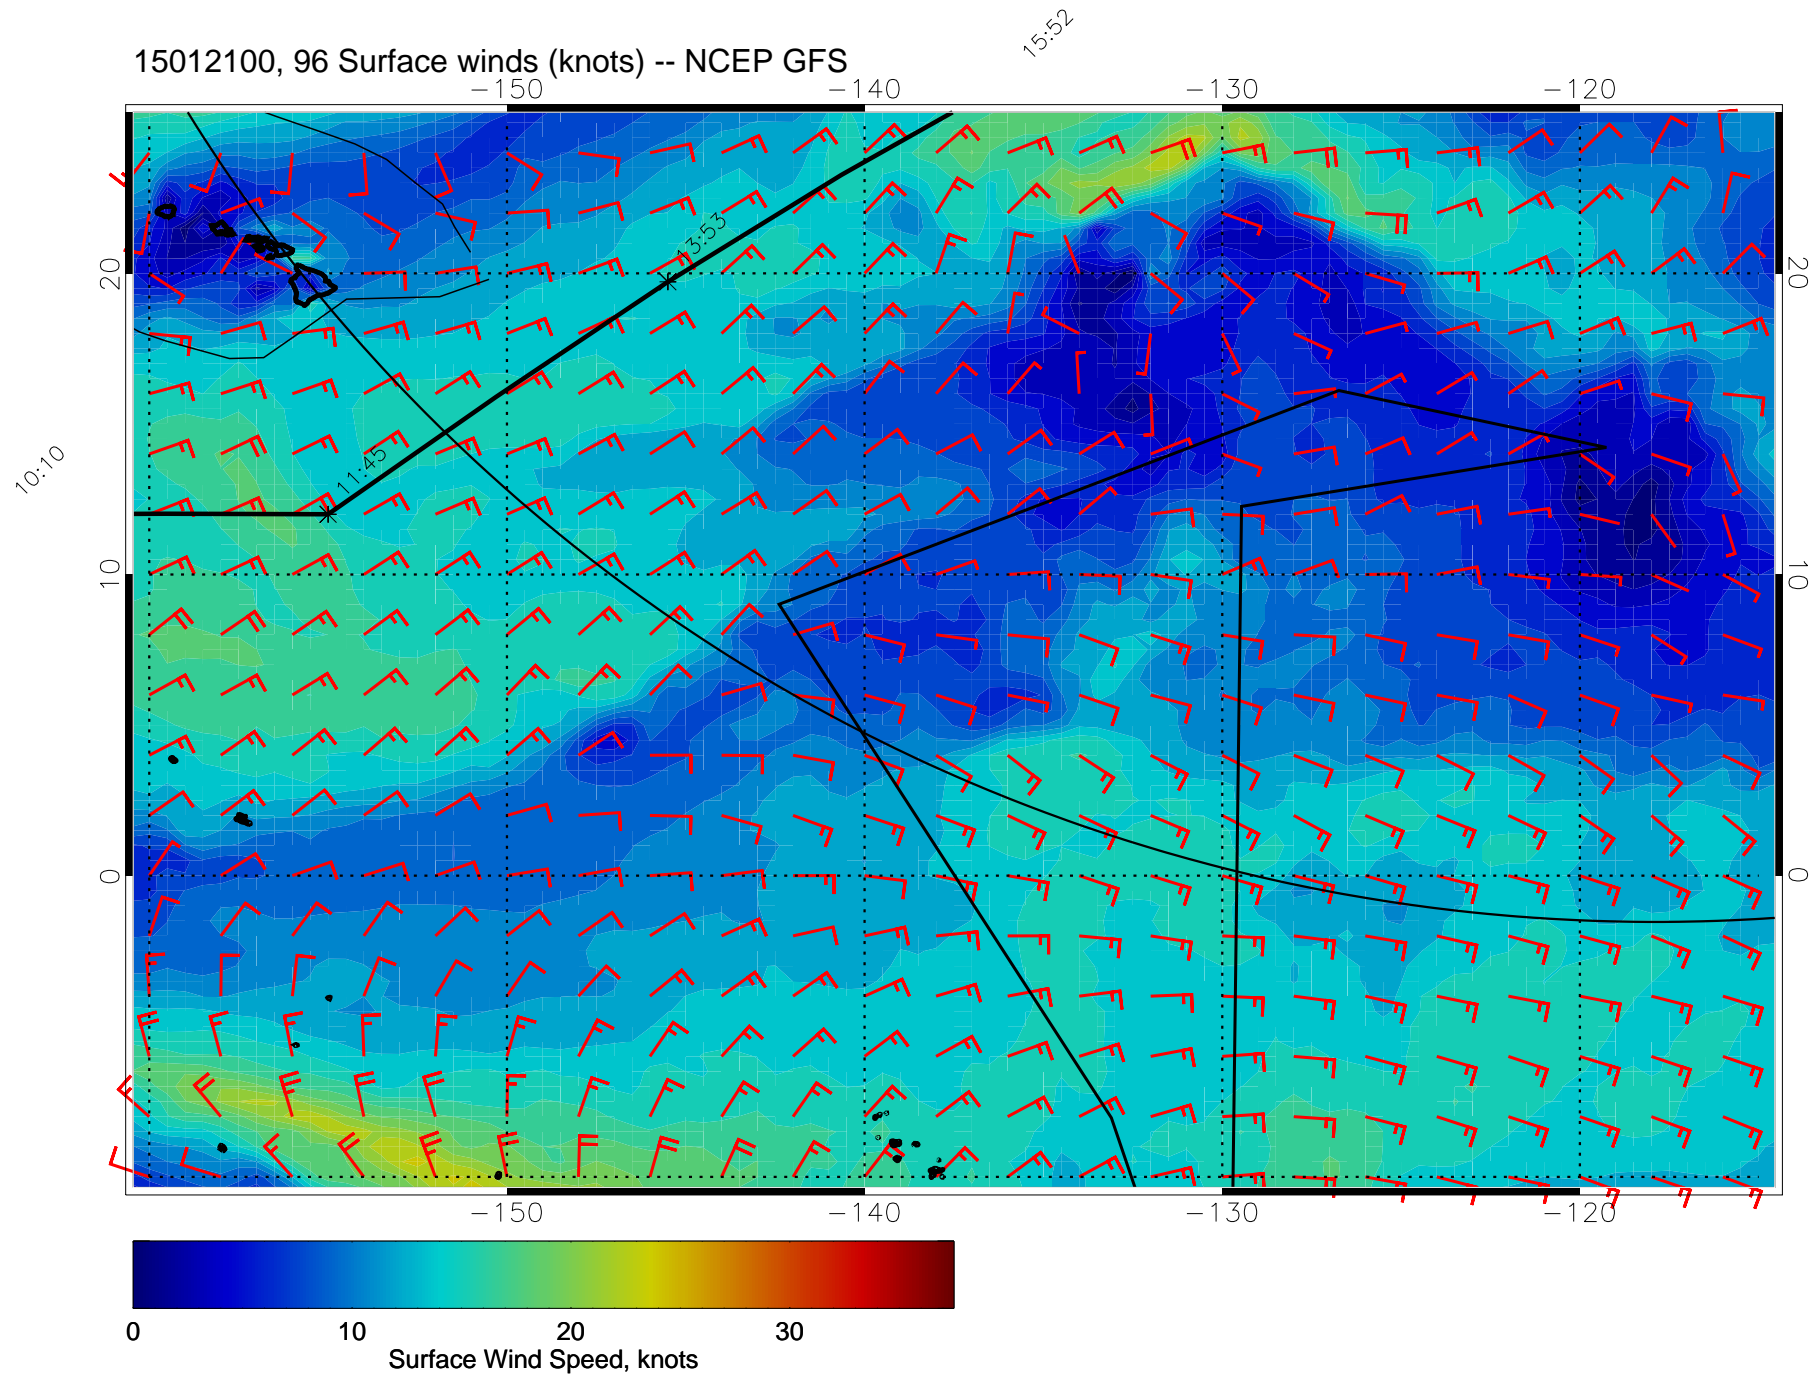 15:52
15012100, 96 Surface winds (knots) -- NCEP GFS
−150 −140 −130 −120
13:53
20 20
11:45
10:10
10 10
0 0
−150 −140 −130 −120
0 10 20 30
Surface Wind Speed, knots